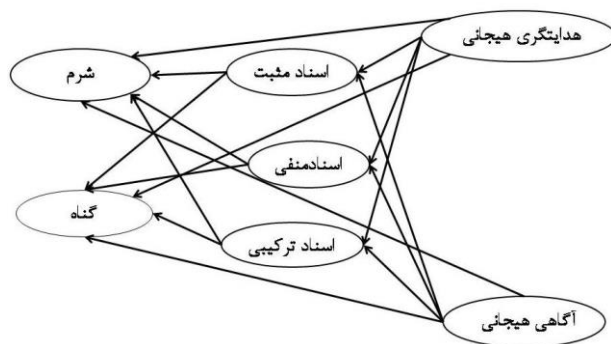 هدایتگری هیجانی
اسناد مثبت
شرم
اسنادمنفی
گناه
اسناد ترکیبی
آگاهی هیجانی